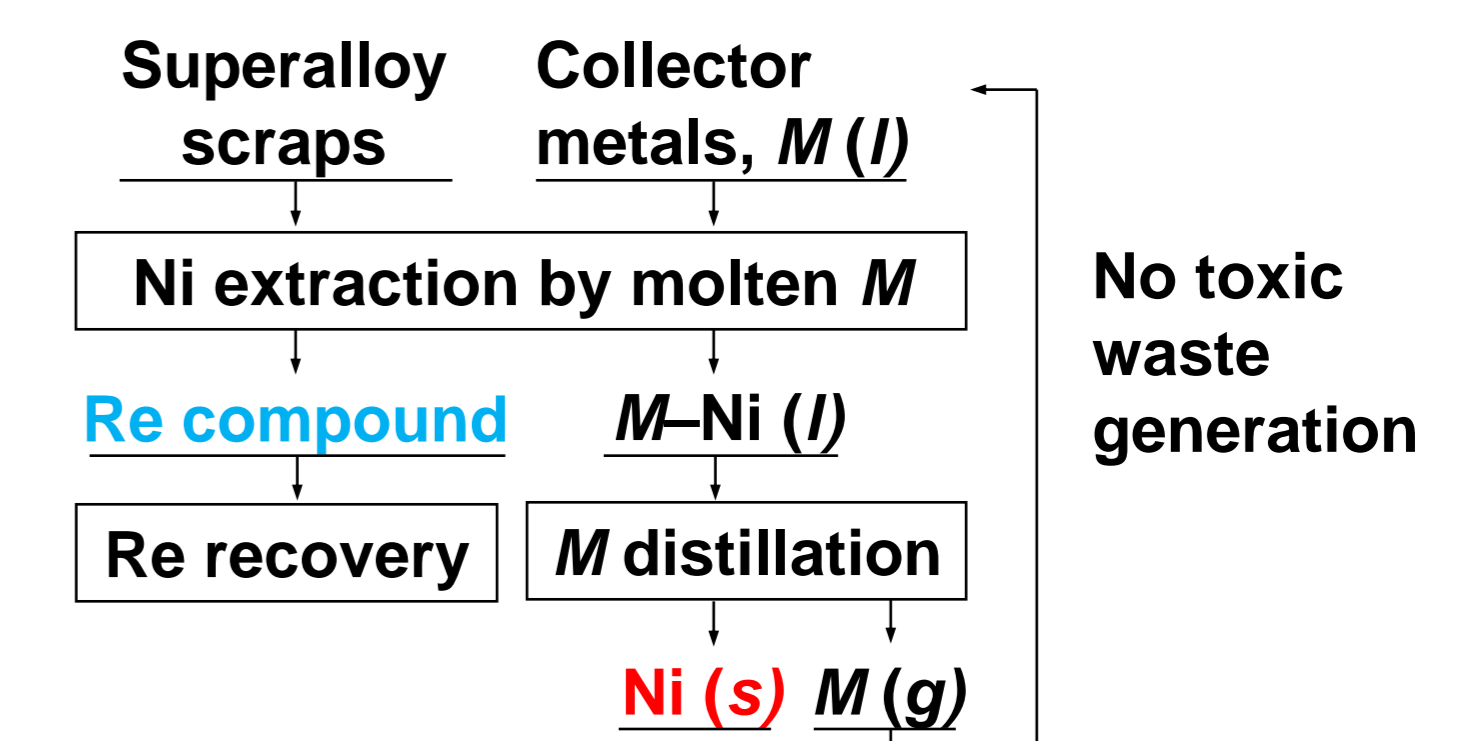 Superalloy
scraps
Collector
metals, M (l)
Ni extraction by molten M
No toxic
waste
generation
Re compound
M–Ni (l)
Re recovery
M distillation
Ni (s)
M (g)